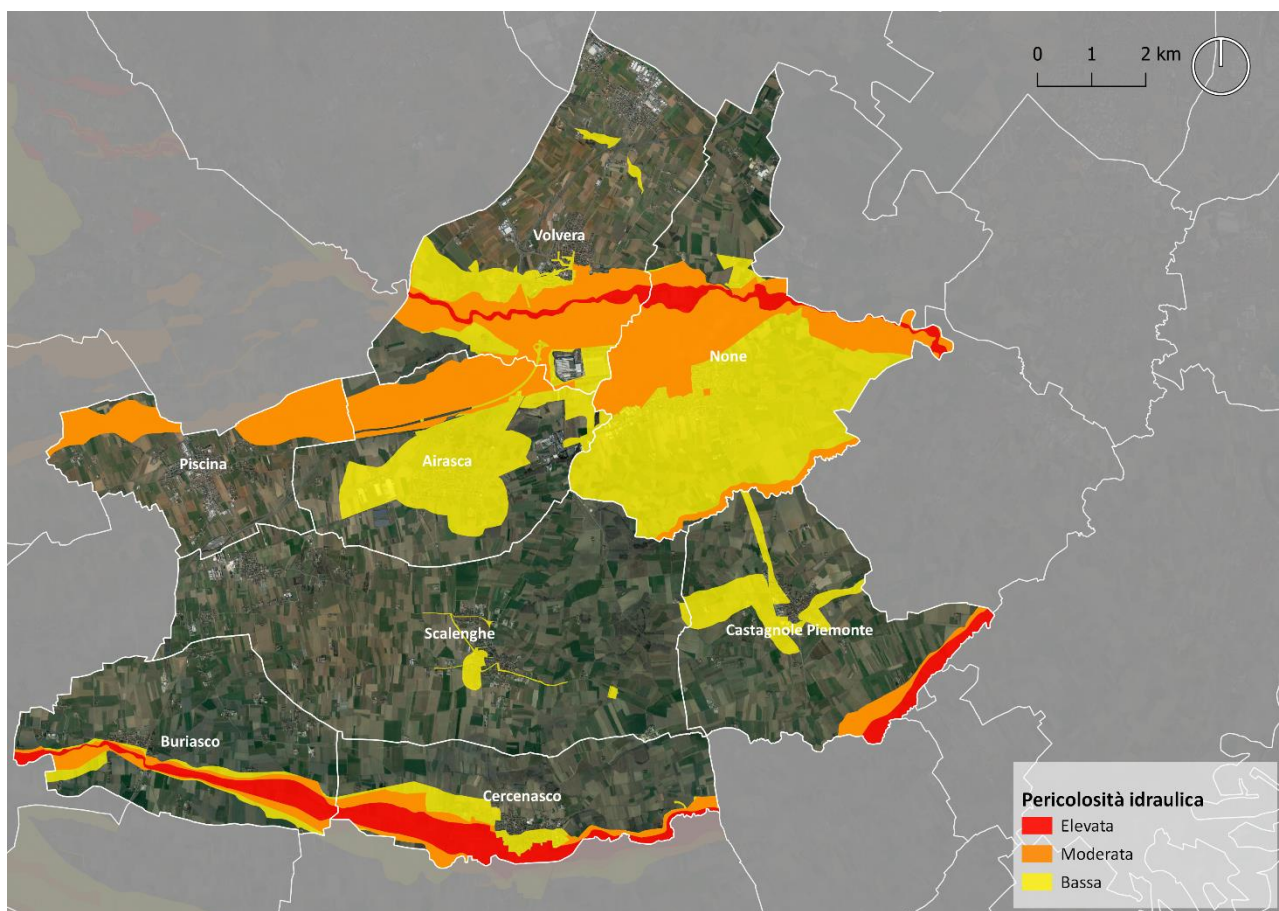 0 1 2 km
Volvera
None
Piscina
Airasca
Scalenghe
Castagnole Piemonte
Buriasco
Cercenasco
Pericolosità idraulica
Elevata
Moderata
Bassa